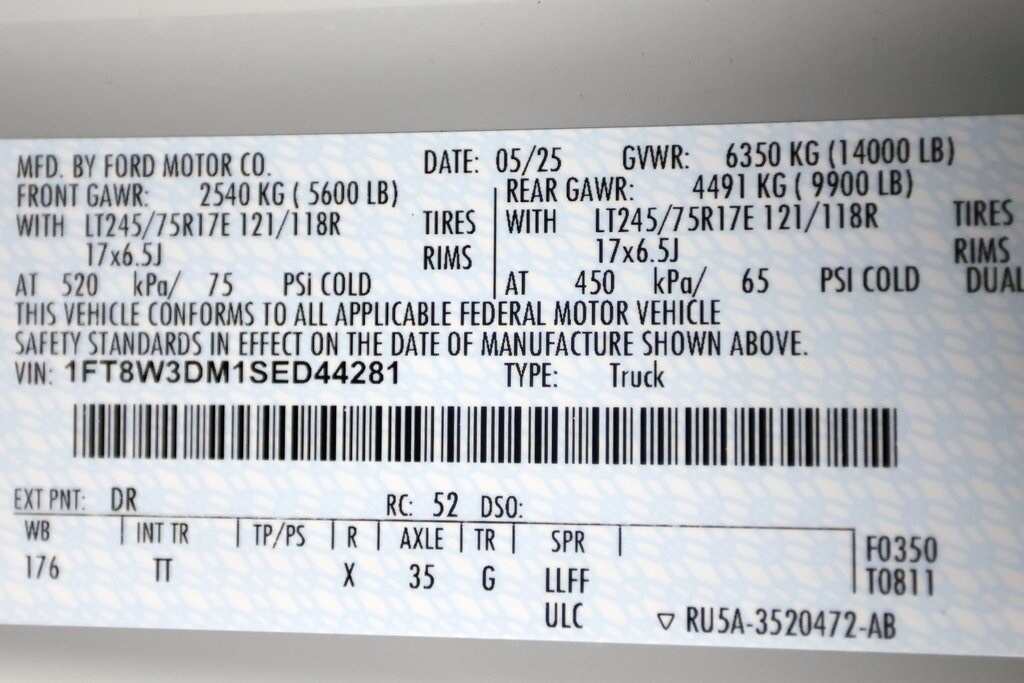 MFD. BY FORD MOTOR CO. DATE: 05/25 GVWR: 6350 KG (14000 LB)
FRONT GAWR: 2540 KG ( 5600 LB) REAR GAWR: 4491 KG ( 9900 LB)
WITH LT245/75R17E 121/118R TIRES WITH LT245/75R17E 121/118R TIRES
17x6.5J RIMS 17x6.5J RIMS
AT 520 kPa/ 75 PSi COLD AT 450 kPa/ 65 PSI COLD DUAL
THIS VEHICLE CONFORMS TO ALL APPLICABLE FEDERAL MOTOR VEHICLE
SAFETY STANDARDS IN EFFECT ON THE DATE OF MANUFACTURE SHOWN ABOVE.
VIN: 1FT8W3DM1SED44281 TYPE: Truck
EXT PNT: DR RC: 52 DSO:
WB INT TR TP/PS R AXLE TR SPR F0350
176 TT X 35 G LLFF T0811
ULC ▽ RU5A-3520472-AB